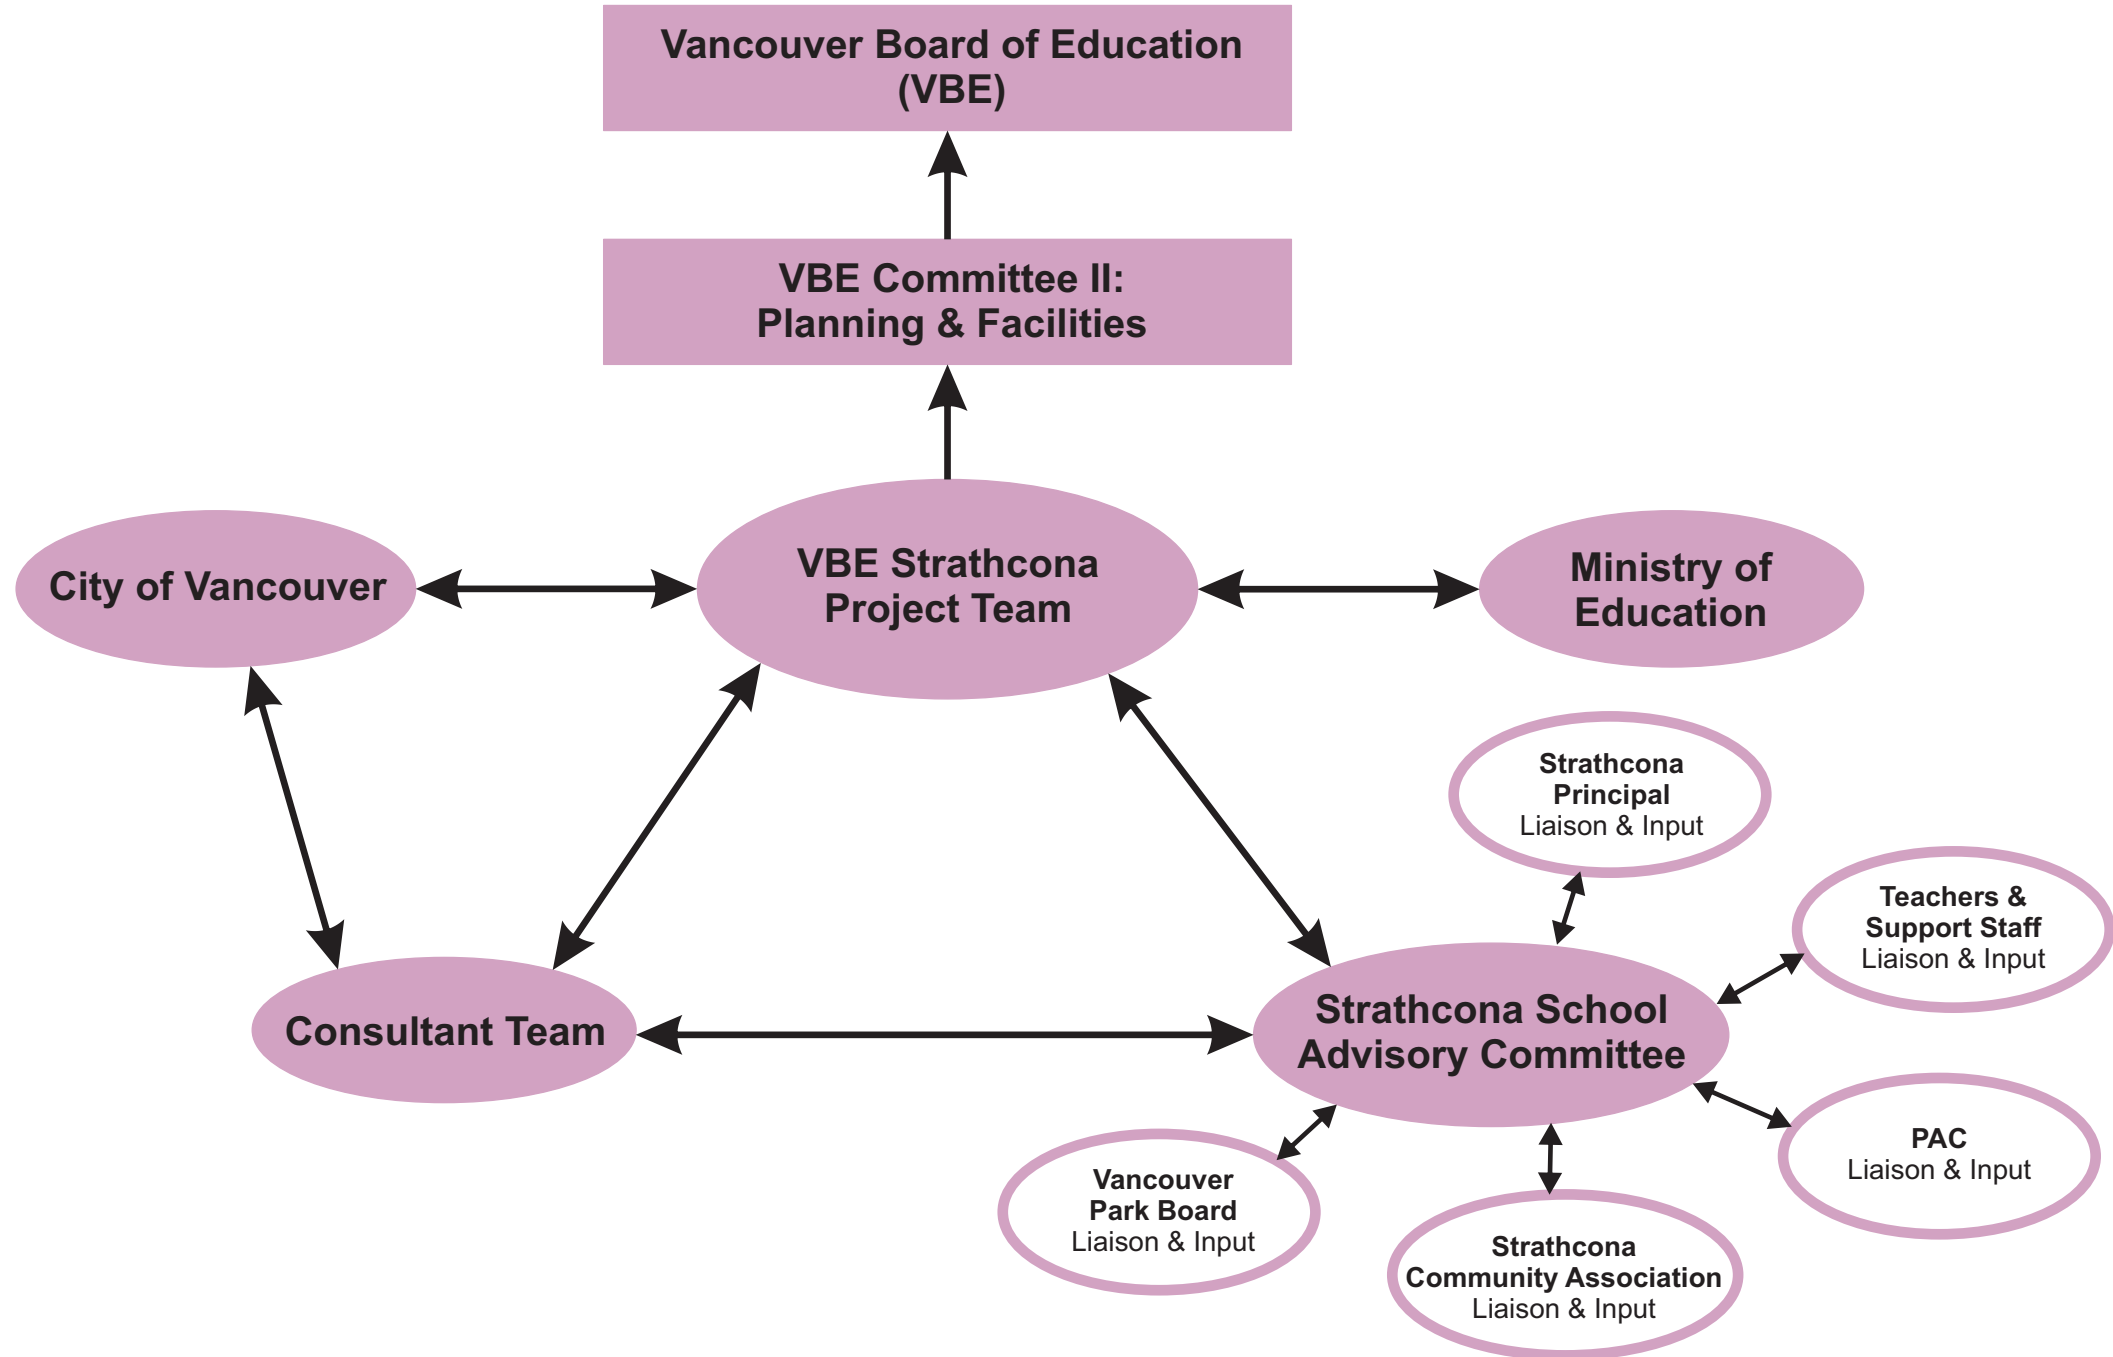 Vancouver Board of Education
(VBE)
VBE Committee II:
Planning & Facilities
City of Vancouver
VBE Strathcona
Project Team
Ministry of
Education
Strathcona
Principal
Liaison & Input
Teachers &
Support Staff
Liaison & Input
Consultant Team
Strathcona School
Advisory Committee
PAC
Liaison & Input
Vancouver
Park Board
Liaison & Input
Strathcona
Community Association
Liaison & Input